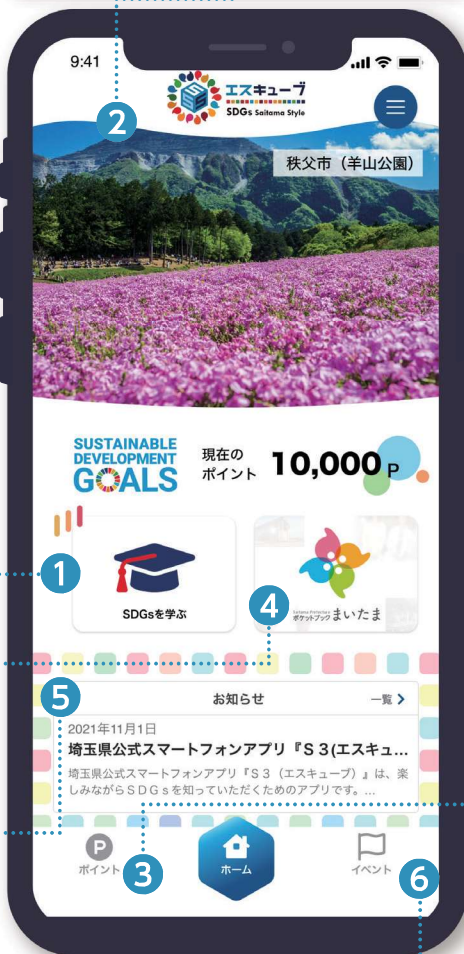 9:41
エスキューブ
SDGs Saitama Style
2
秩父市（羊山公園）
SUSTAINABLE
DEVELOPMENT
GOALS
現在の
ポイント
10,000 P
1
SDGsを学ぶ
4
Saitama Prefecture
ポケットブック まいたま
5
お知らせ
一覧
2021年11月1日
埼玉県公式スマートフォンアプリ『S３(エスキュ...
埼玉県公式スマートフォンアプリ『S３（エスキューブ）』は、楽
しみながらＳＤＧｓを知っていただくためのアプリです。...
P
ポイント
3
ホーム
イベント
6